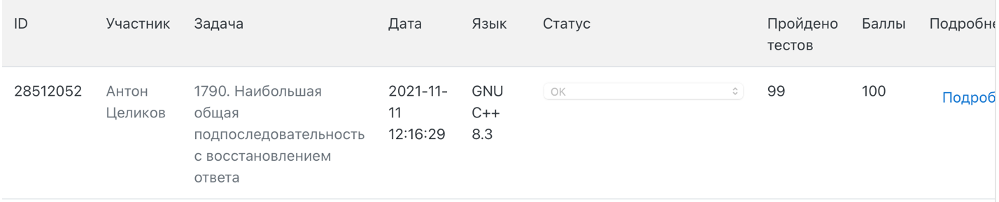 ID Участник Задача Дата Язык Статус Пройдено тестов Баллы Подробне
28512052 Антон Целиков 1790. Наибольшая общая подпоследовательность с восстановлением ответа 2021-11-11 12:16:29 GNU C++ 8.3 OK 99 100 Подроб